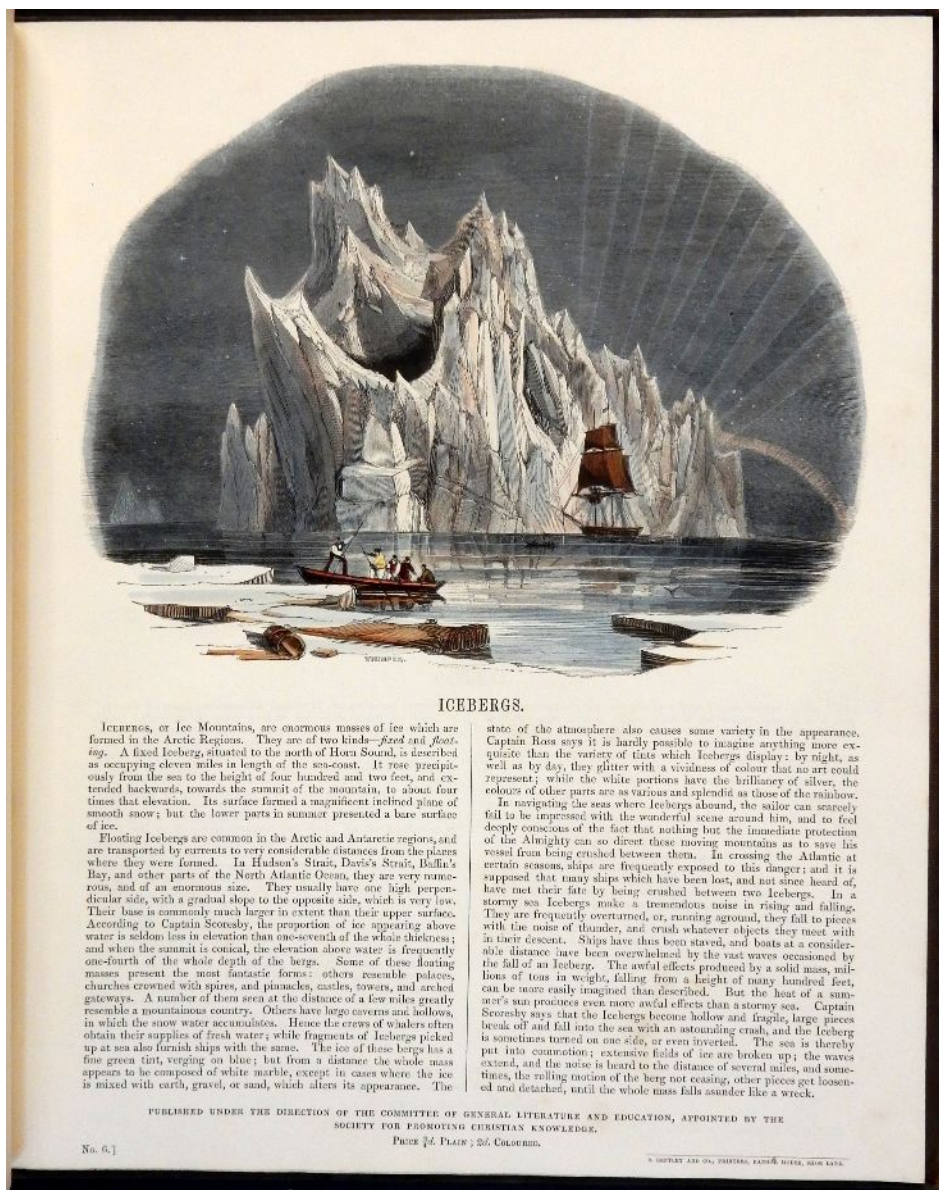 WHIMPER.
ICEBERGS.
Icebergs, or Ice Mountains, are enormous masses of ice which are
formed in the Arctic Regions. They are of two kinds—fixed and float-
ing. A fixed Iceberg, situated to the north of Horn Sound, is described
as occupying eleven miles in length of the sea-coast. It rose precipit-
ously from the sea to the height of four hundred and two feet, and ex-
tended backwards, towards the summit of the mountain, to about four
times that elevation. Its surface formed a magnificent inclined plane of
smooth snow; but the lower parts in summer presented a bare surface
of ice.
Floating Icebergs are common in the Arctic and Antarctic regions, and
are transported by currents to very considerable distances from the places
where they were formed. In Hudson's Strait, Davis's Strait, Baffin's
Bay, and other parts of the North Atlantic Ocean, they are very nume-
rous, and of an enormous size. They usually have one high perpen-
dicular side, with a gradual slope to the opposite side, which is very low.
Their base is commonly much larger in extent than their upper surface.
According to Captain Scoresby, the proportion of ice appearing above
water is seldom less in elevation than one-seventh of the whole thickness;
and when the summit is conical, the elevation above water is frequently
one-fourth of the whole depth of the bergs. Some of these floating
masses present the most fantastic forms: others resemble palaces,
churches crowned with spires, and pinnacles, castles, towers, and arched
gateways. A number of them seen at the distance of a few miles greatly
resemble a mountainous country. Others have large caverns and hollows,
in which the snow water accumulates. Hence the crews of whalers often
obtain their supplies of fresh water; while fragments of Icebergs picked
up at sea also furnish ships with the same. The ice of these bergs has a
fine green tint, verging on blue; but from a distance the whole mass
appears to be composed of white marble, except in cases where the ice
is mixed with earth, gravel, or sand, which alters its appearance. The
state of the atmosphere also causes some variety in the appearance.
Captain Ross says it is hardly possible to imagine anything more ex-
quisite than the variety of tints which Icebergs display: by night, as
well as by day, they glitter with a vividness of colour that no art could
represent; while the white portions have the brilliancy of silver, the
colours of other parts are as various and splendid as those of the rainbow.
In navigating the seas where Icebergs abound, the sailor can scarcely
fail to be impressed with the wonderful scene around him, and to feel
deeply conscious of the fact that nothing but the immediate protection
of the Almighty can so direct these moving mountains as to save his
vessel from being crushed between them. In crossing the Atlantic at
certain seasons, ships are frequently exposed to this danger; and it is
supposed that many ships which have been lost, and not since heard of,
have met their fate by being crushed between two Icebergs. In a
stormy sea Icebergs make a tremendous noise in rising and falling.
They are frequently overturned, or, running aground, they fall to pieces
with the noise of thunder, and crush whatever objects they meet with
in their descent. Ships have thus been staved, and boats at a consider-
able distance have been overwhelmed by the vast waves occasioned by
the fall of an Iceberg. The awful effects produced by a solid mass, mil-
lions of tons in weight, falling from a height of many hundred feet,
can be more easily imagined than described. But the heat of a sum-
mer's sun produces even more awful effects than a stormy sea. Captain
Scoresby says that the Icebergs become hollow and fragile, large pieces
break off and fall into the sea with an astounding crash, and the Iceberg
is sometimes turned on one side, or even inverted. The sea is thereby
put into commotion; extensive fields of ice are broken up; the waves
extend, and the noise is heard to the distance of several miles, and some-
times, the rolling motion of the berg not ceasing, other pieces get loosen-
ed and detached, until the whole mass falls asunder like a wreck.
PUBLISHED UNDER THE DIRECTION OF THE COMMITTEE OF GENERAL LITERATURE AND EDUCATION, APPOINTED BY THE
SOCIETY FOR PROMOTING CHRISTIAN KNOWLEDGE.
Price ¾d. Plain; 2d. Coloured.
No. 6.]
BENTLEY AND CO., PRINTERS, BANGOR HOUSE, SHOE LANE.